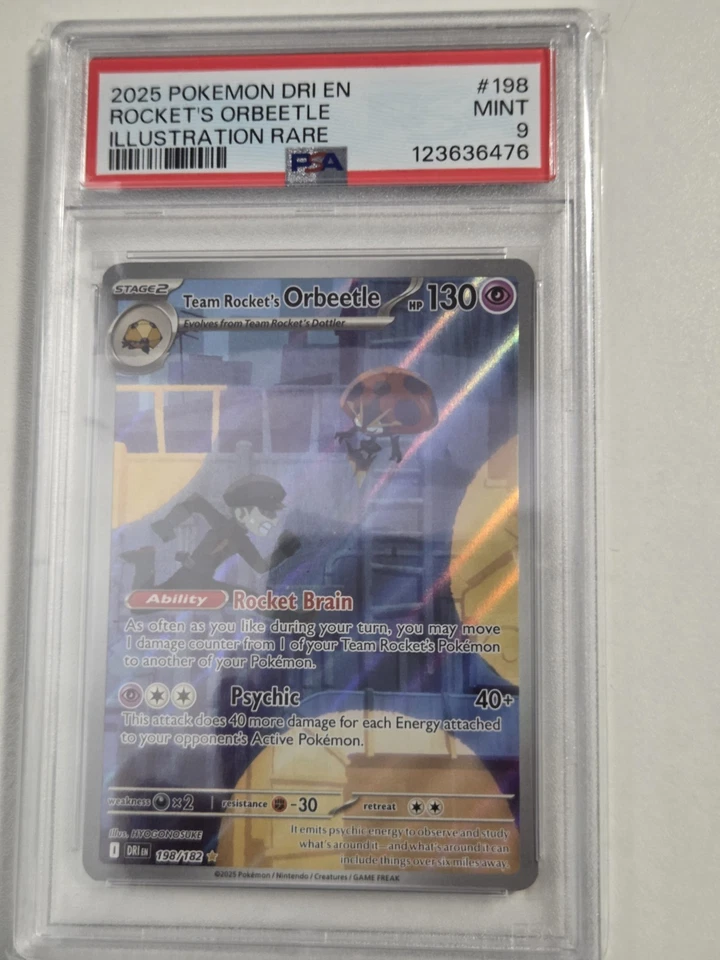 2025 POKEMON DRI EN #198
ROCKET'S ORBEETLE MINT
ILLUSTRATION RARE 9
PSA 123636476
STAGE2 Team Rocket's Orbeetle HP 130
Evolves from Team Rocket's Dottler
Ability Rocket Brain
As often as you like during your turn, you may move
1 damage counter from 1 of your Team Rocket's Pokémon
to another of your Pokémon.
Psychic 40+
This attack does 40 more damage for each Energy attached
to your opponent's Active Pokémon.
weakness ×2 resistance -30 retreat
Illus. HYOGONOSUKE
It emits psychic energy to observe and study
what's around it—and what's around it can
include things over six miles away.
I DRI EN 198/182
©2025 Pokémon / Nintendo / Creatures / GAME FREAK